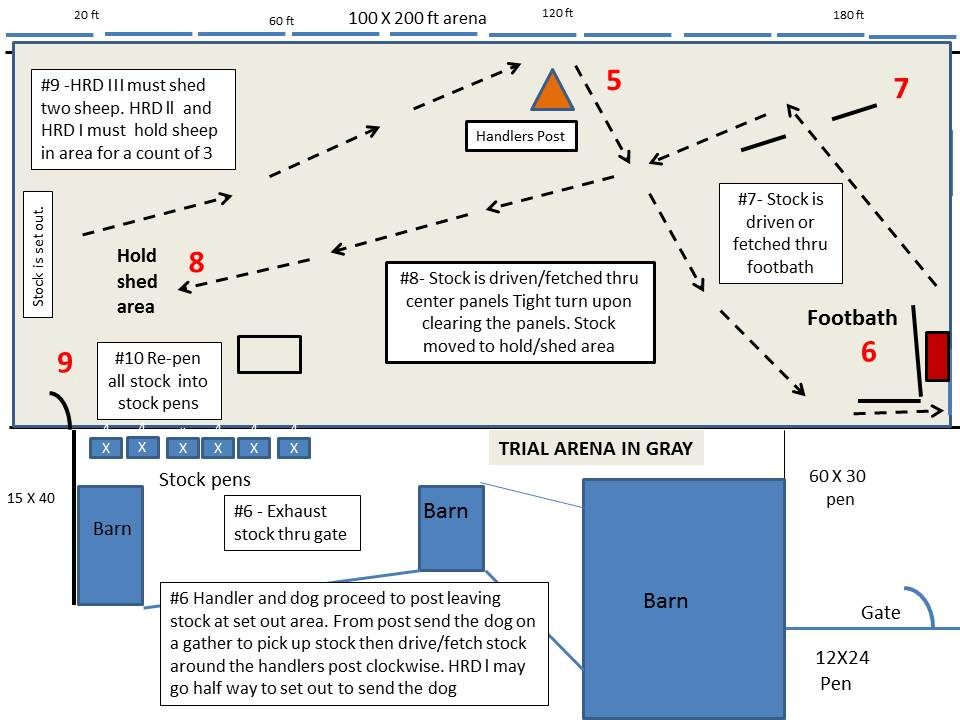 20 ft
60 ft
100 X 200 ft arena
120 ft
180 ft
#9 -HRD III must shed
two sheep. HRD ll and
HRD I must hold sheep
in area for a count of 3
5
7
Handlers Post
Stock is set out.
#7- Stock is
driven or
fetched thru
footbath
Hold
shed
area
8
#8- Stock is driven/fetched thru
center panels Tight turn upon
clearing the panels. Stock
moved to hold/shed area
Footbath
6
9
#10 Re-pen
all stock into
stock pens
X X X X X X
TRIAL ARENA IN GRAY
Stock pens
60 X 30
pen
15 X 40
Barn
#6 - Exhaust
stock thru gate
Barn
#6 Handler and dog proceed to post leaving
stock at set out area. From post send the dog on
a gather to pick up stock then drive/fetch stock
around the handlers post clockwise. HRD l may
go half way to set out to send the dog
Barn
Gate
12X24
Pen